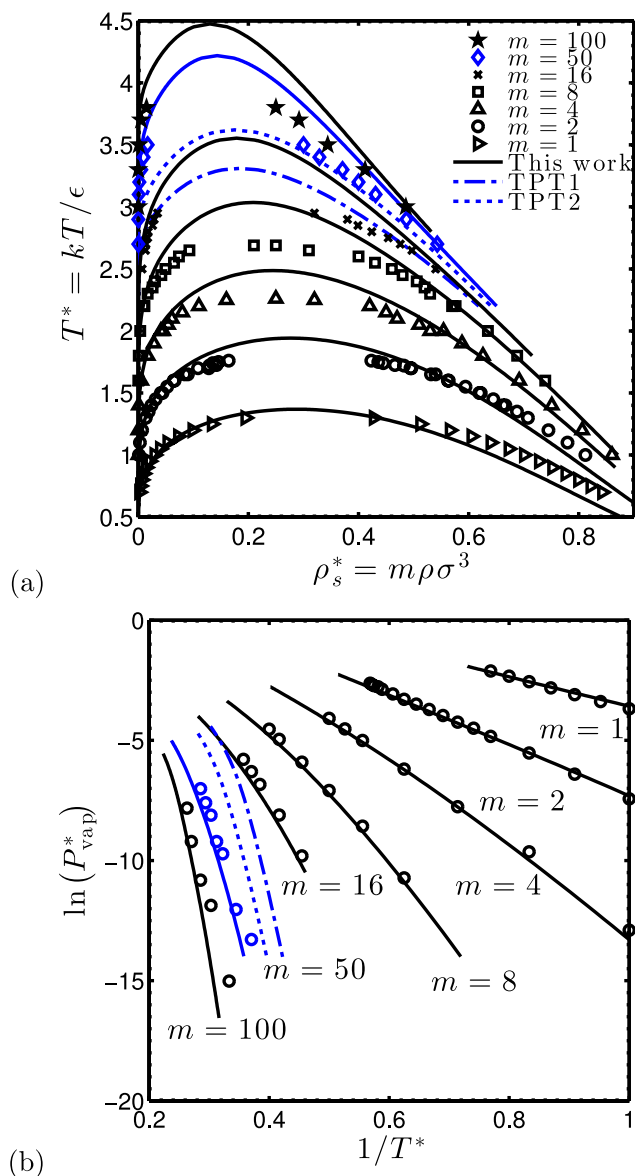 4.5
4
3.5
3
2.5
2
1.5
1
0.5
T* = kT/ϵ
m = 100
m = 50
m = 16
m = 8
m = 4
m = 2
m = 1
This work
TPT1
TPT2
0 0.2 0.4 0.6 0.8
(a) ρ*ₛ = mρσ³
0
−5
−10
−15
−20
ln(P*vap)
m = 1
m = 2
m = 4
m = 8
m = 16
m = 50
m = 100
0.2 0.4 0.6 0.8 1
(b) 1/T*